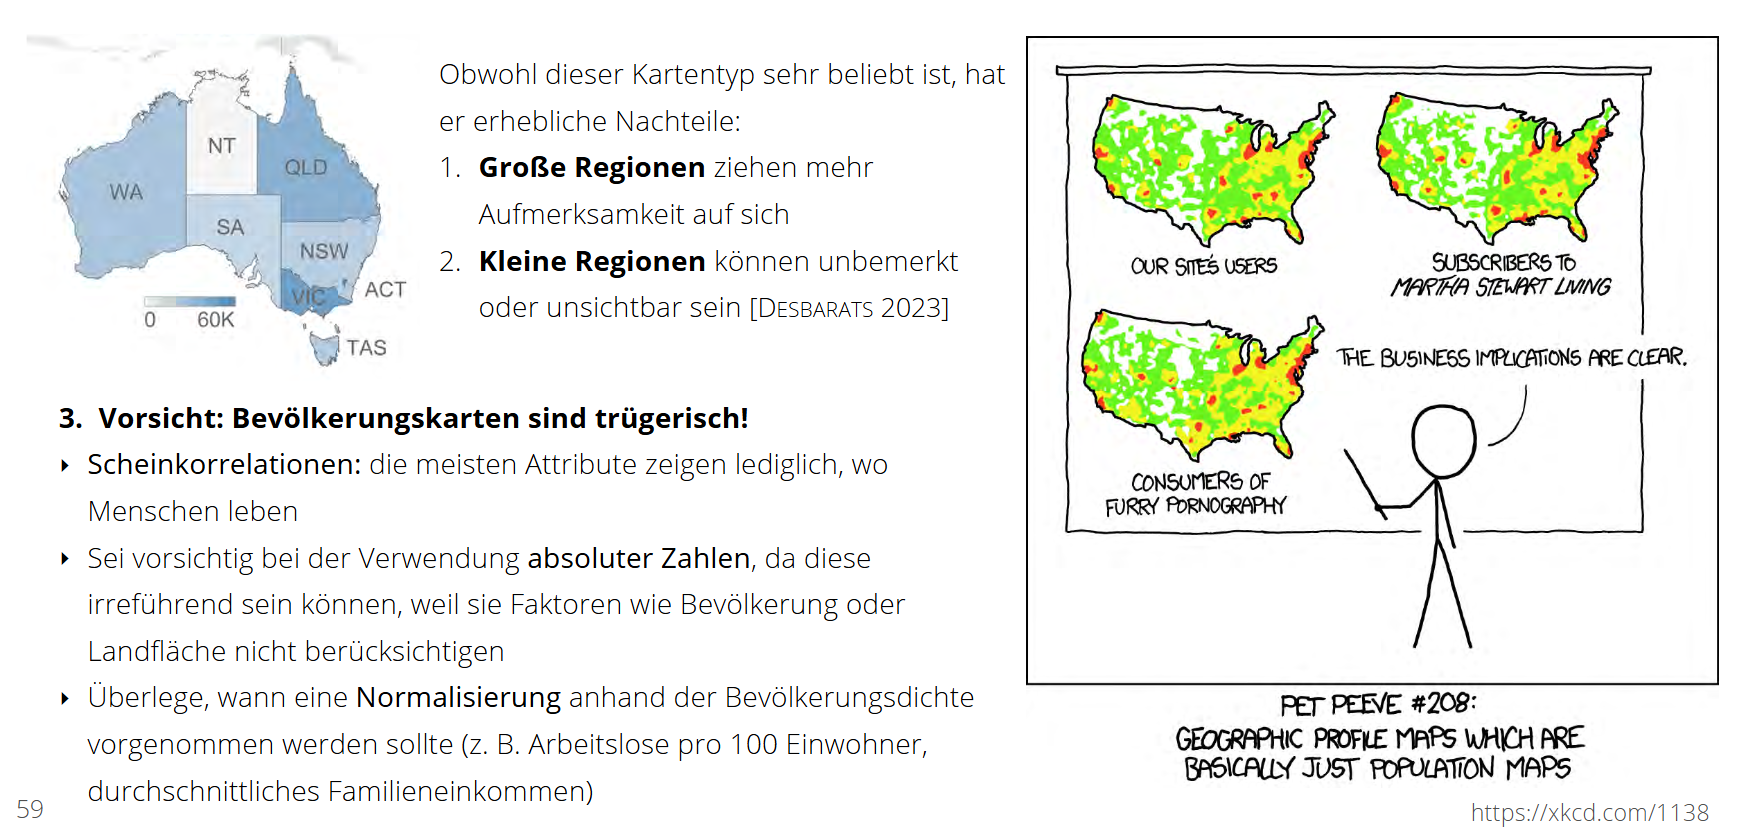 NT
QLD
WA
SA
NSW
VIC
ACT
0 60K
TAS
Obwohl dieser Kartentyp sehr beliebt ist, hat
er erhebliche Nachteile:
1. Große Regionen ziehen mehr
Aufmerksamkeit auf sich
2. Kleine Regionen können unbemerkt
oder unsichtbar sein [DESBARATS 2023]
3. Vorsicht: Bevölkerungskarten sind trügerisch!
‣ Scheinkorrelationen: die meisten Attribute zeigen lediglich, wo
Menschen leben
‣ Sei vorsichtig bei der Verwendung absoluter Zahlen, da diese
irreführend sein können, weil sie Faktoren wie Bevölkerung oder
Landfläche nicht berücksichtigen
‣ Überlege, wann eine Normalisierung anhand der Bevölkerungsdichte
vorgenommen werden sollte (z. B. Arbeitslose pro 100 Einwohner,
durchschnittliches Familieneinkommen)
59
OUR SITE'S USERS
SUBSCRIBERS TO
MARTHA STEWART LIVING
CONSUMERS OF
FURRY PORNOGRAPHY
THE BUSINESS IMPLICATIONS ARE CLEAR.
PET PEEVE #208:
GEOGRAPHIC PROFILE MAPS WHICH ARE
BASICALLY JUST POPULATION MAPS
https://xkcd.com/1138